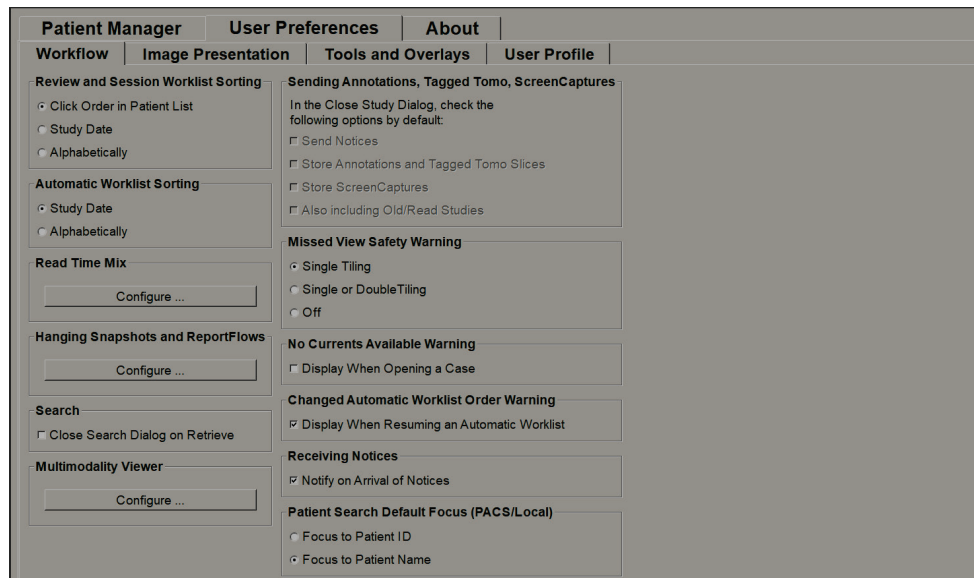 Patient Manager
User Preferences
About
Workflow
Image Presentation
Tools and Overlays
User Profile
Review and Session Worklist Sorting
Click Order in Patient List
Study Date
Alphabetically
Automatic Worklist Sorting
Study Date
Alphabetically
Read Time Mix
Configure ...
Hanging Snapshots and ReportFlows
Configure ...
Search
Close Search Dialog on Retrieve
Multimodality Viewer
Configure ...
Sending Annotations, Tagged Tomo, ScreenCaptures
In the Close Study Dialog, check the
following options by default:
Send Notices
Store Annotations and Tagged Tomo Slices
Store ScreenCaptures
Also including Old/Read Studies
Missed View Safety Warning
Single Tiling
Single or DoubleTiling
Off
No Currents Available Warning
Display When Opening a Case
Changed Automatic Worklist Order Warning
Display When Resuming an Automatic Worklist
Receiving Notices
Notify on Arrival of Notices
Patient Search Default Focus (PACS/Local)
Focus to Patient ID
Focus to Patient Name